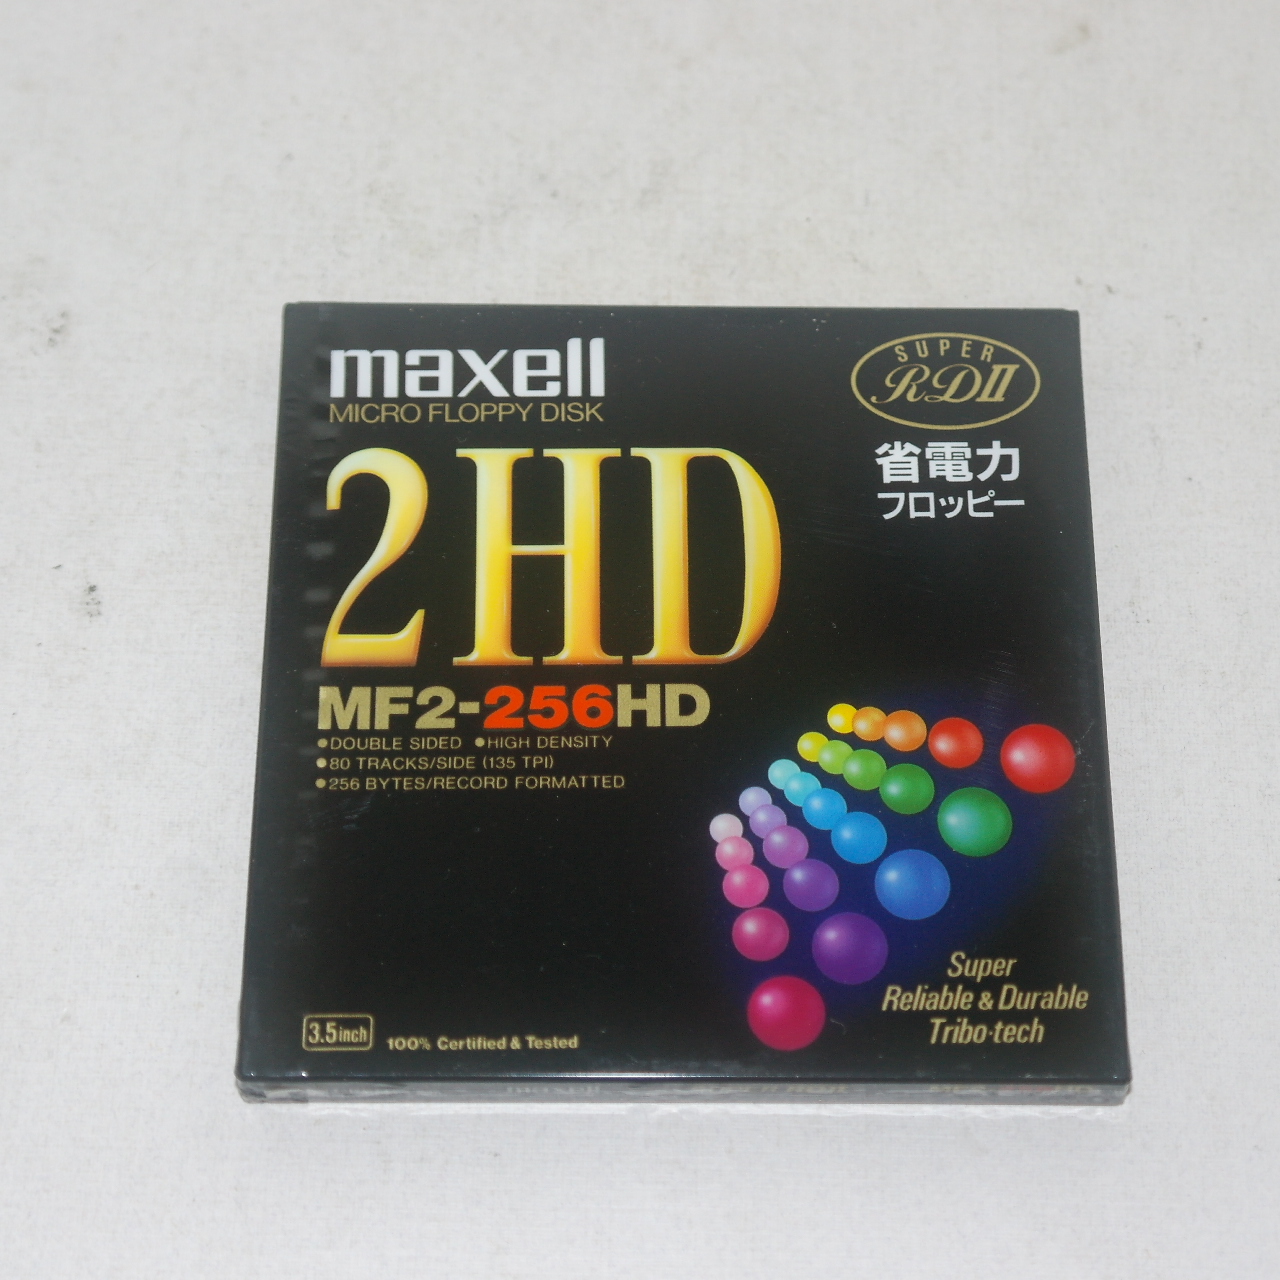 maxell
MICRO FLOPPY DISK
SUPER
RDII
省電力
フロッピー
2HD
MF2-256HD
●DOUBLE SIDED ●HIGH DENSITY
●80 TRACKS/SIDE (135 TPI)
●256 BYTES/RECORD FORMATTED
Super
Reliable & Durable
Tribo·tech
3.5inch
100% Certified & Tested